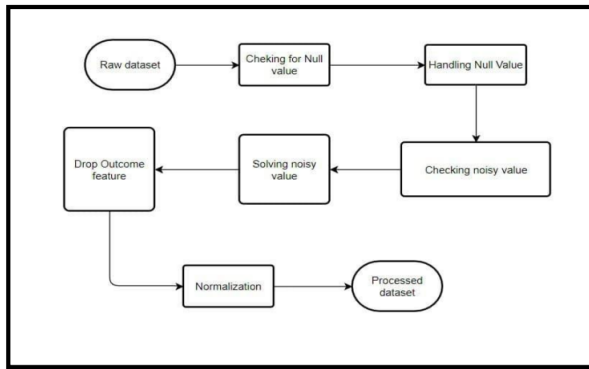 Raw dataset
Cheking for Null
value
Handling Null Value
Checking noisy value
Solving noisy
value
Drop Outcome
feature
Normalization
Processed
dataset